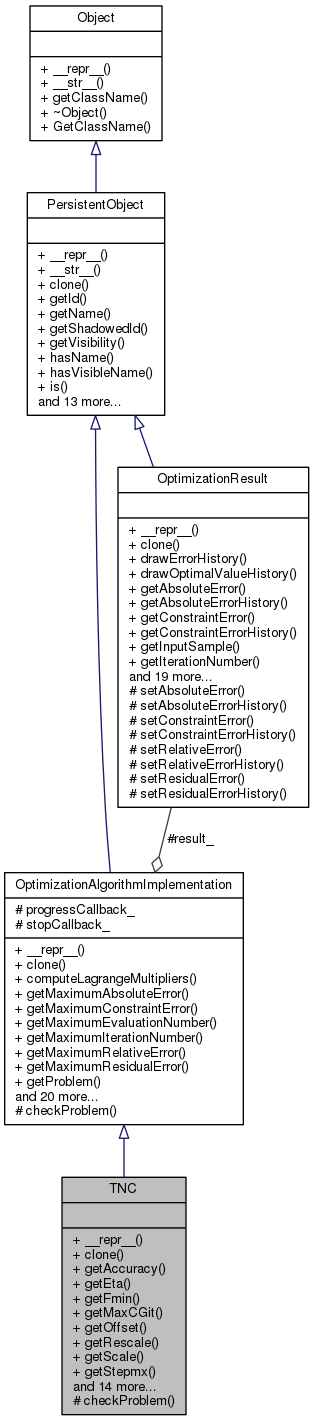 Object
+ __repr__()
+ __str__()
+ getClassName()
+ ~Object()
+ GetClassName()
PersistentObject
+ __repr__()
+ __str__()
+ clone()
+ getId()
+ getName()
+ getShadowedId()
+ getVisibility()
+ hasName()
+ hasVisibleName()
+ is()
and 13 more...
OptimizationResult
+ __repr__()
+ clone()
+ drawErrorHistory()
+ drawOptimalValueHistory()
+ getAbsoluteError()
+ getAbsoluteErrorHistory()
+ getConstraintError()
+ getConstraintErrorHistory()
+ getInputSample()
+ getIterationNumber()
and 19 more...
# setAbsoluteError()
# setAbsoluteErrorHistory()
# setConstraintError()
# setConstraintErrorHistory()
# setRelativeError()
# setRelativeErrorHistory()
# setResidualError()
# setResidualErrorHistory()
#result_
OptimizationAlgorithmImplementation
# progressCallback_
# stopCallback_
+ __repr__()
+ clone()
+ computeLagrangeMultipliers()
+ getMaximumAbsoluteError()
+ getMaximumConstraintError()
+ getMaximumEvaluationNumber()
+ getMaximumIterationNumber()
+ getMaximumRelativeError()
+ getMaximumResidualError()
+ getProblem()
and 20 more...
# checkProblem()
TNC
+ __repr__()
+ clone()
+ getAccuracy()
+ getEta()
+ getFmin()
+ getMaxCGit()
+ getOffset()
+ getRescale()
+ getScale()
+ getStepmx()
and 14 more...
# checkProblem()